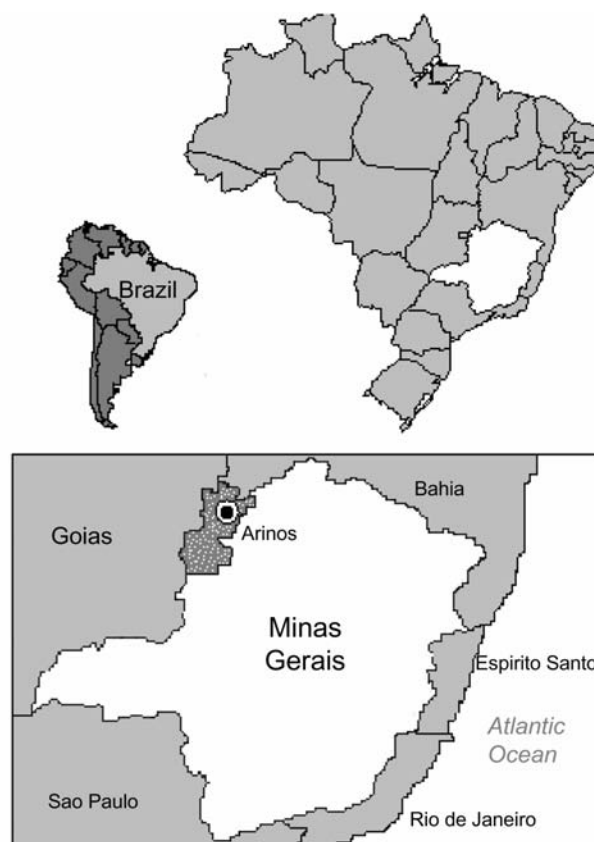 Brazil
Bahia
Goias
Arinos
Minas
Gerais
Espirito Santo
Atlantic
Ocean
Sao Paulo
Rio de Janeiro